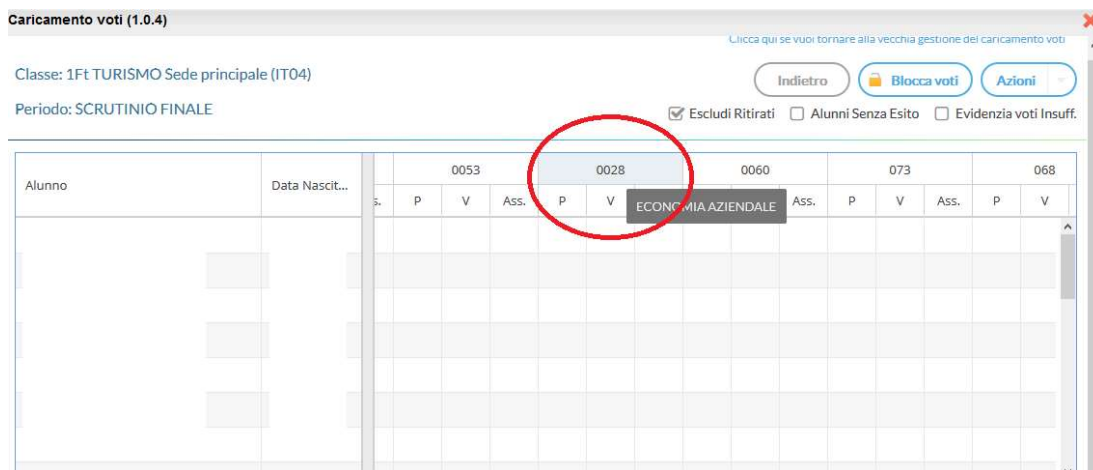 Caricamento voti (1.0.4)
Clicca qui se vuoi tornare alla vecchia gestione del caricamento voti
Classe: 1Ft TURISMO Sede principale (IT04)
Indietro Blocca voti Azioni
Periodo: SCRUTINIO FINALE
Escludi Ritirati Alunni Senza Esito Evidenzia voti Insuff.
Alunno Data Nascit... 0053 0028 0060 073 068
s. P V Ass. P V Ass. P V Ass. P V
ECONOMIA AZIENDALE